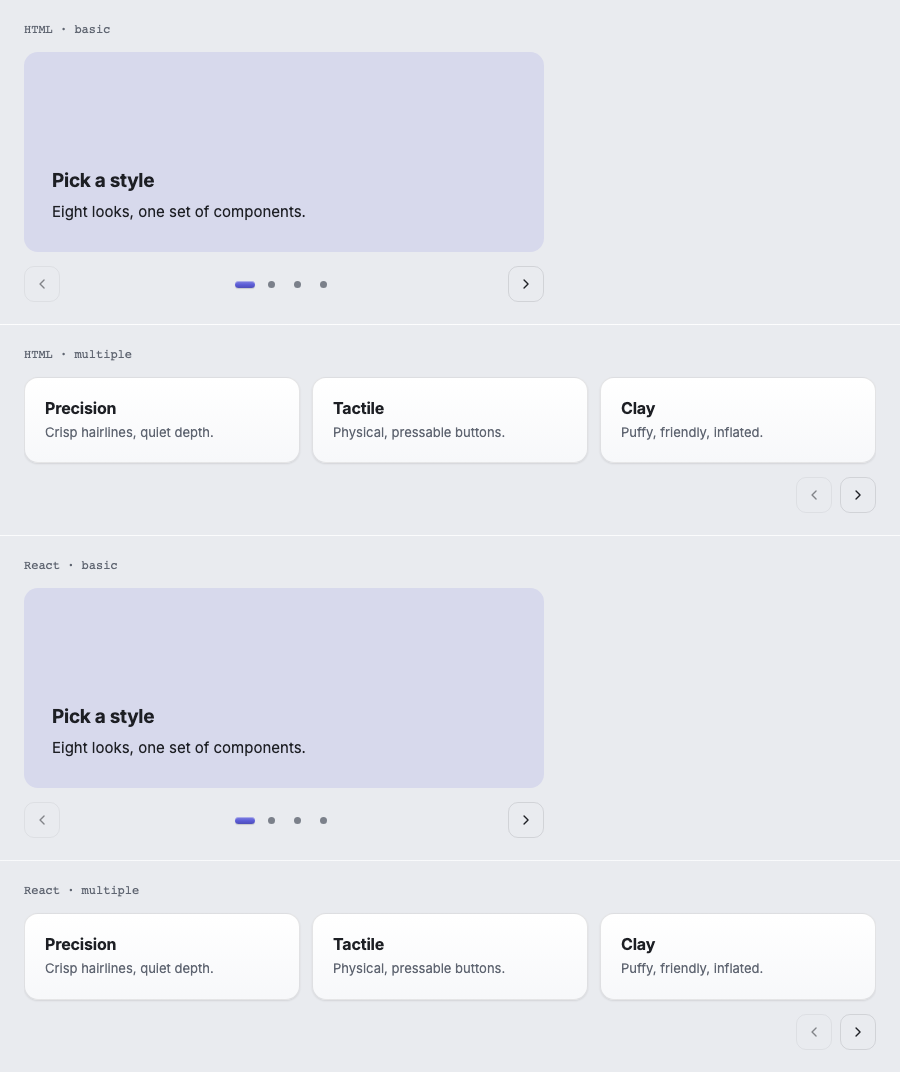 HTML · basic
Pick a style
Eight looks, one set of components.
HTML · multiple
Precision
Crisp hairlines, quiet depth.
Tactile
Physical, pressable buttons.
Clay
Puffy, friendly, inflated.
React · basic
Pick a style
Eight looks, one set of components.
React · multiple
Precision
Crisp hairlines, quiet depth.
Tactile
Physical, pressable buttons.
Clay
Puffy, friendly, inflated.